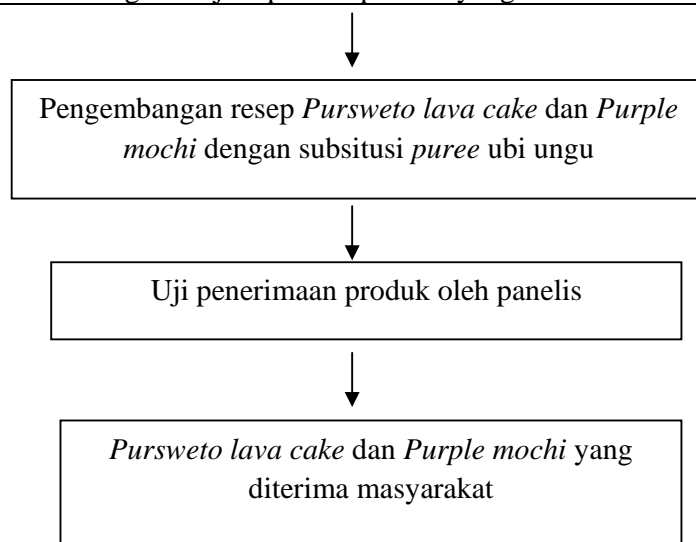 Pengembangan resep Pursweto lava cake dan Purple
mochi dengan subsitusi puree ubi ungu
Uji penerimaan produk oleh panelis
Pursweto lava cake dan Purple mochi yang
diterima masyarakat